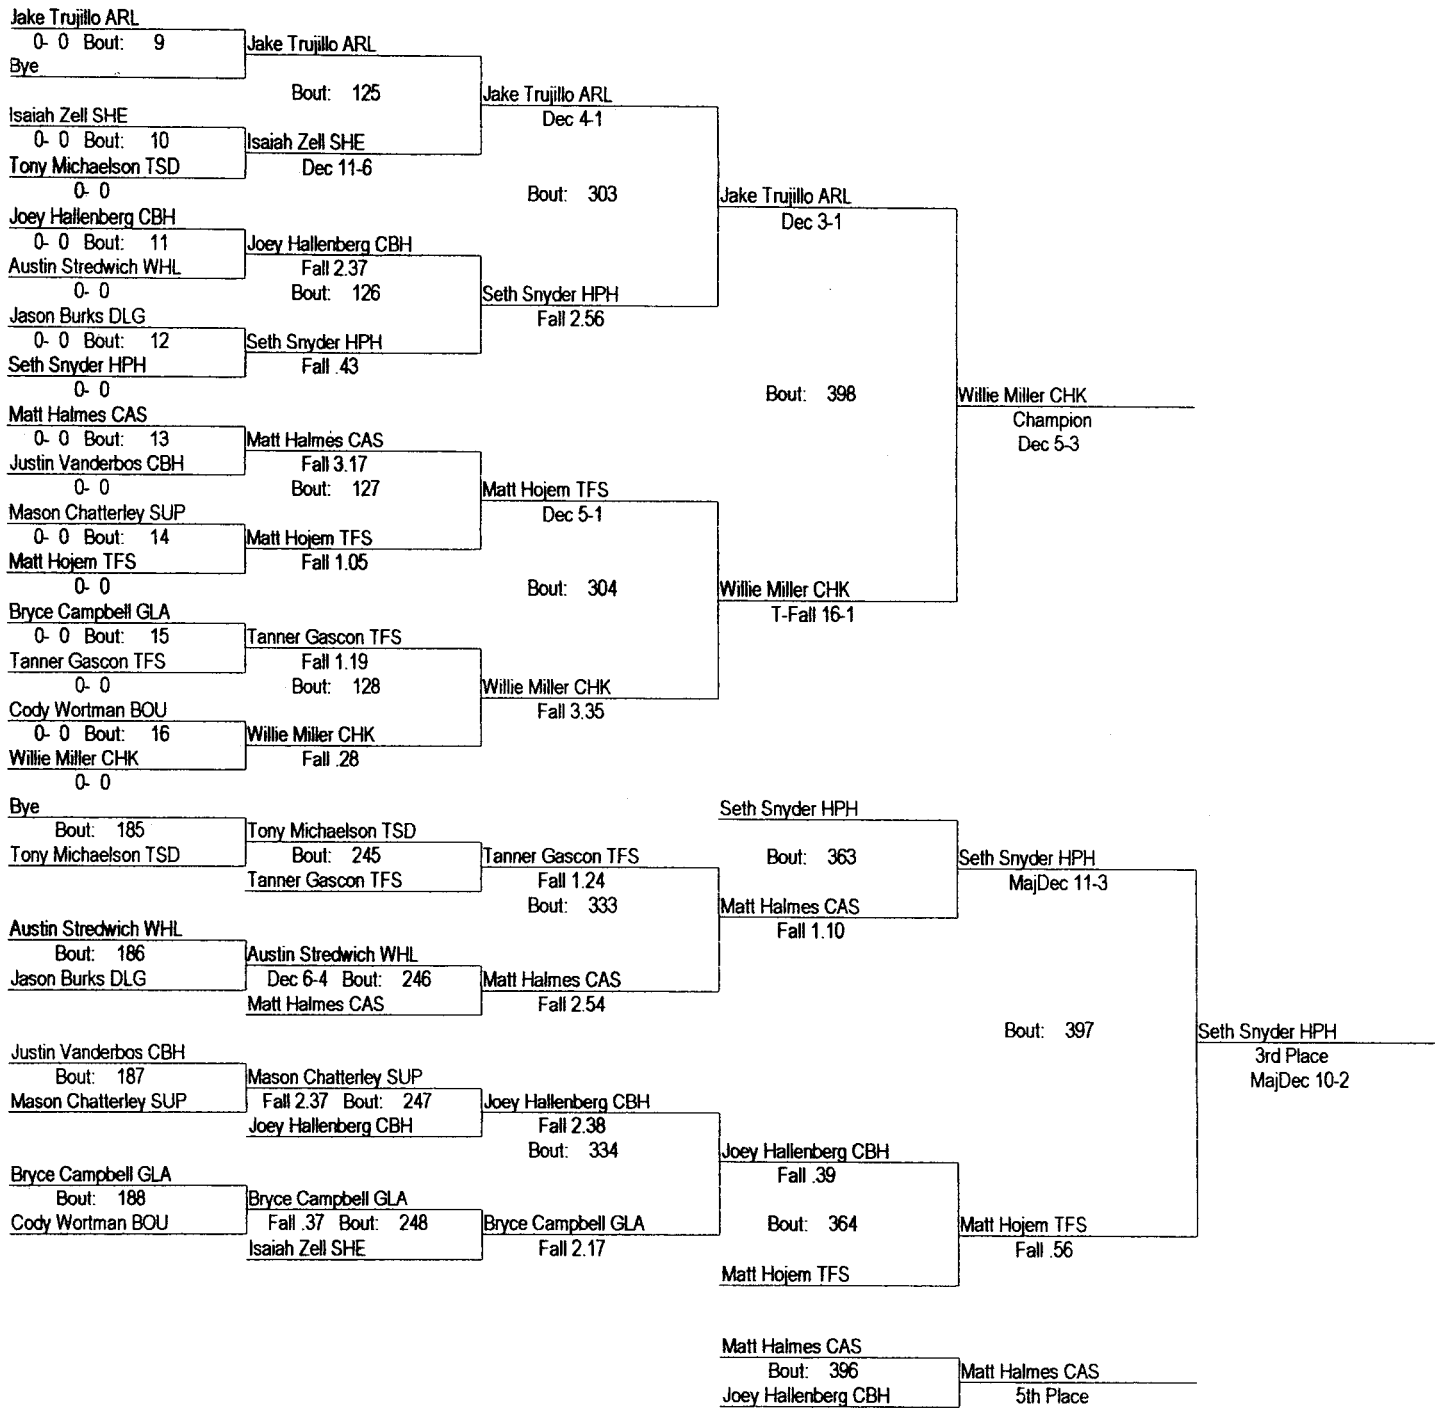 Jake Trujillo ARL
0- 0 Bout: 9
Bye
Jake Trujillo ARL
Bout: 125
Isaiah Zell SHE
0- 0 Bout: 10
Tony Michaelson TSD
0- 0
Isaiah Zell SHE
Dec 11-6
Jake Trujillo ARL
Dec 4-1
Bout: 303
Joey Hallenberg CBH
0- 0 Bout: 11
Austin Stredwich WHL
0- 0
Joey Hallenberg CBH
Fall 2.37
Bout: 126
Jason Burks DLG
0- 0 Bout: 12
Seth Snyder HPH
0- 0
Seth Snyder HPH
Fall .43
Seth Snyder HPH
Fall 2.56
Jake Trujillo ARL
Dec 3-1
Bout: 398
Matt Halmes CAS
0- 0 Bout: 13
Justin Vanderbos CBH
0- 0
Matt Halmes CAS
Fall 3.17
Bout: 127
Mason Chatterley SUP
0- 0 Bout: 14
Matt Hojem TFS
0- 0
Matt Hojem TFS
Fall 1.05
Matt Hojem TFS
Dec 5-1
Bout: 304
Bryce Campbell GLA
0- 0 Bout: 15
Tanner Gascon TFS
0- 0
Tanner Gascon TFS
Fall 1.19
Bout: 128
Cody Wortman BOU
0- 0 Bout: 16
Willie Miller CHK
0- 0
Willie Miller CHK
Fall .28
Willie Miller CHK
Fall 3.35
Willie Miller CHK
T-Fall 16-1
Willie Miller CHK
Champion
Dec 5-3
Bye
Bout: 185
Tony Michaelson TSD
Tony Michaelson TSD
Bout: 245
Tanner Gascon TFS
Tanner Gascon TFS
Fall 1.24
Bout: 333
Austin Stredwich WHL
Bout: 186
Jason Burks DLG
Austin Stredwich WHL
Dec 6-4 Bout: 246
Matt Halmes CAS
Matt Halmes CAS
Fall 2.54
Seth Snyder HPH
Bout: 363
Matt Halmes CAS
Fall 1.10
Seth Snyder HPH
MajDec 11-3
Bout: 397
Justin Vanderbos CBH
Bout: 187
Mason Chatterley SUP
Mason Chatterley SUP
Fall 2.37 Bout: 247
Joey Hallenberg CBH
Joey Hallenberg CBH
Fall 2.38
Bout: 334
Bryce Campbell GLA
Bout: 188
Cody Wortman BOU
Bryce Campbell GLA
Fall .37 Bout: 248
Isaiah Zell SHE
Bryce Campbell GLA
Fall 2.17
Joey Hallenberg CBH
Fall .39
Bout: 364
Matt Hojem TFS
Matt Hojem TFS
Fall .56
Seth Snyder HPH
3rd Place
MajDec 10-2
Matt Halmes CAS
Bout: 396
Joey Hallenberg CBH
Matt Halmes CAS
5th Place